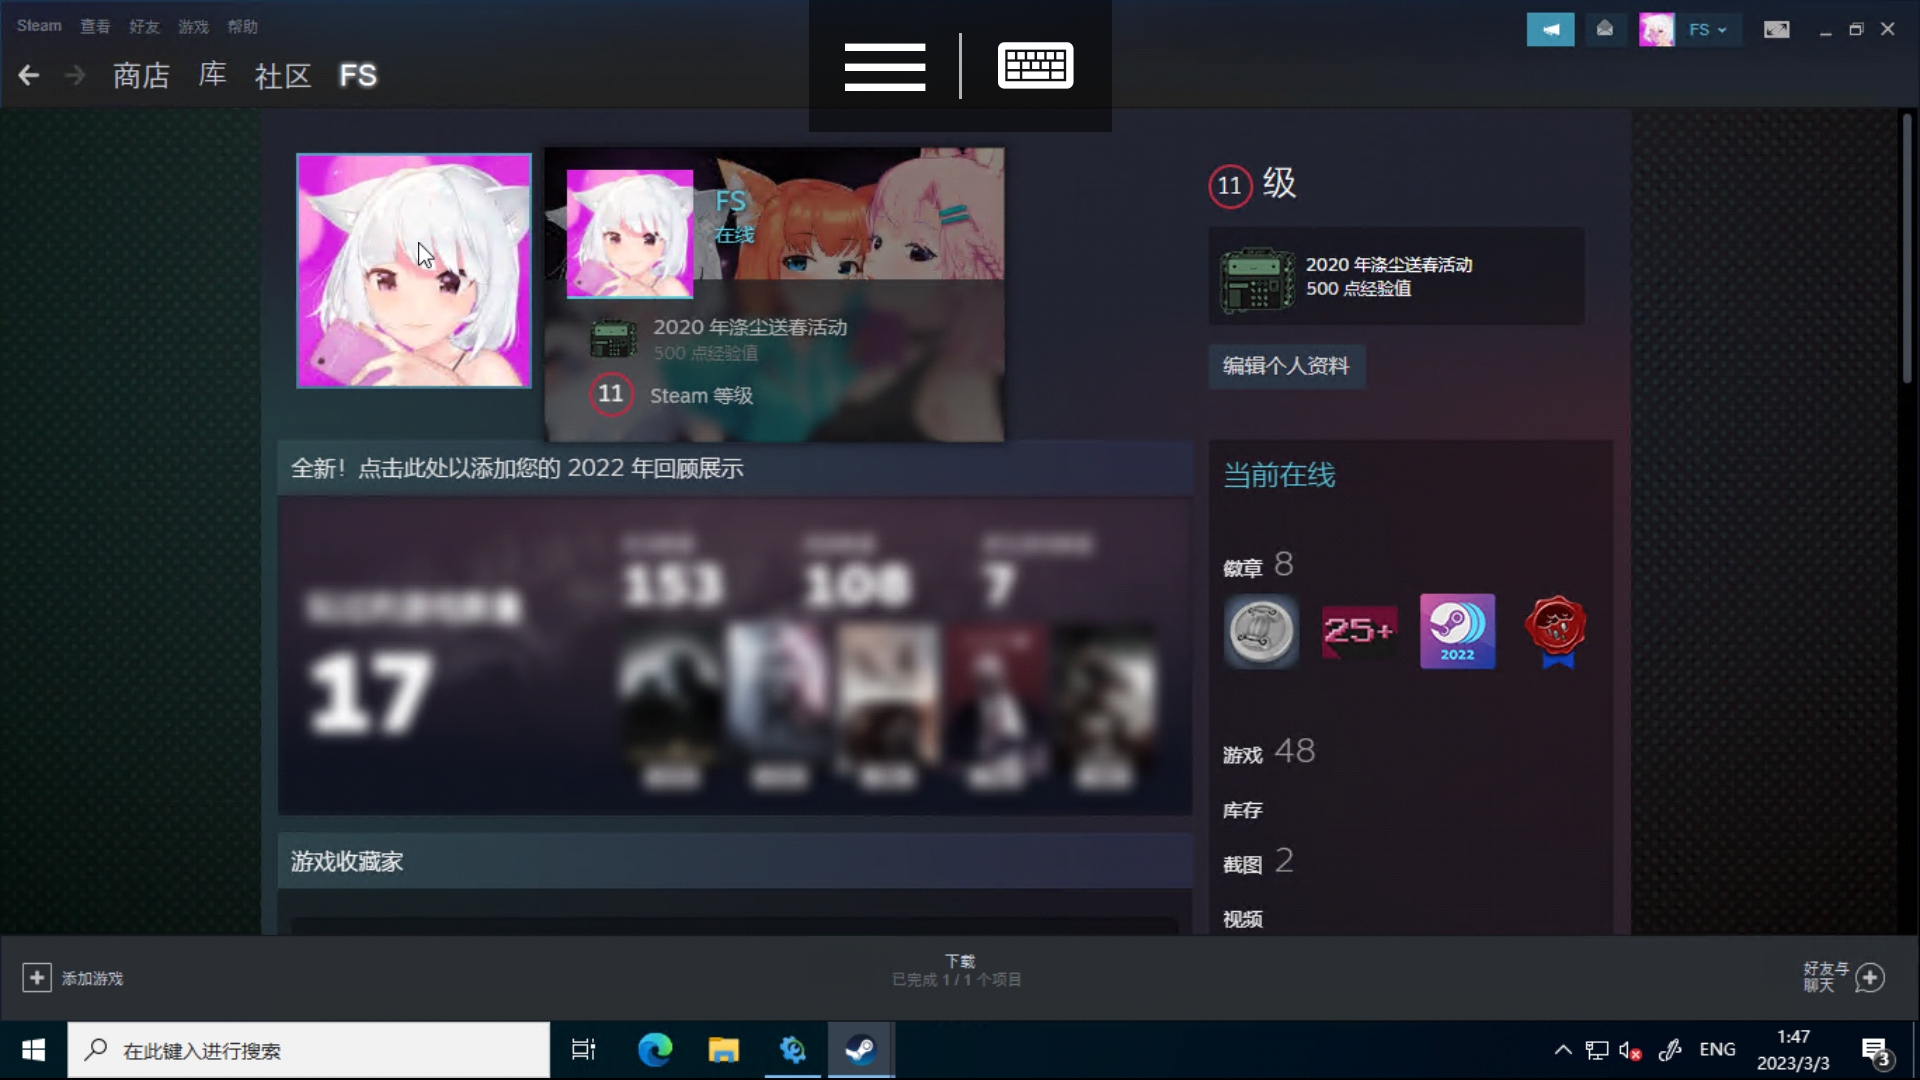 Steam 查看 好友 游戏 帮助
FS
商店 库 社区 FS
FS
在线
2020 年涤尘送春活动
500 点经验值
11 Steam 等级
11 级
2020 年涤尘送春活动
500 点经验值
编辑个人资料
全新！点击此处以添加您的 2022 年回顾展示
153 108 7
17
游戏收藏家
当前在线
徽章 8
25+
2022
游戏 48
库存
截图 2
视频
添加游戏
下载
已完成 1 / 1 个项目
好友与
聊天
在此键入进行搜索
ENG
1:47
2023/3/3
3